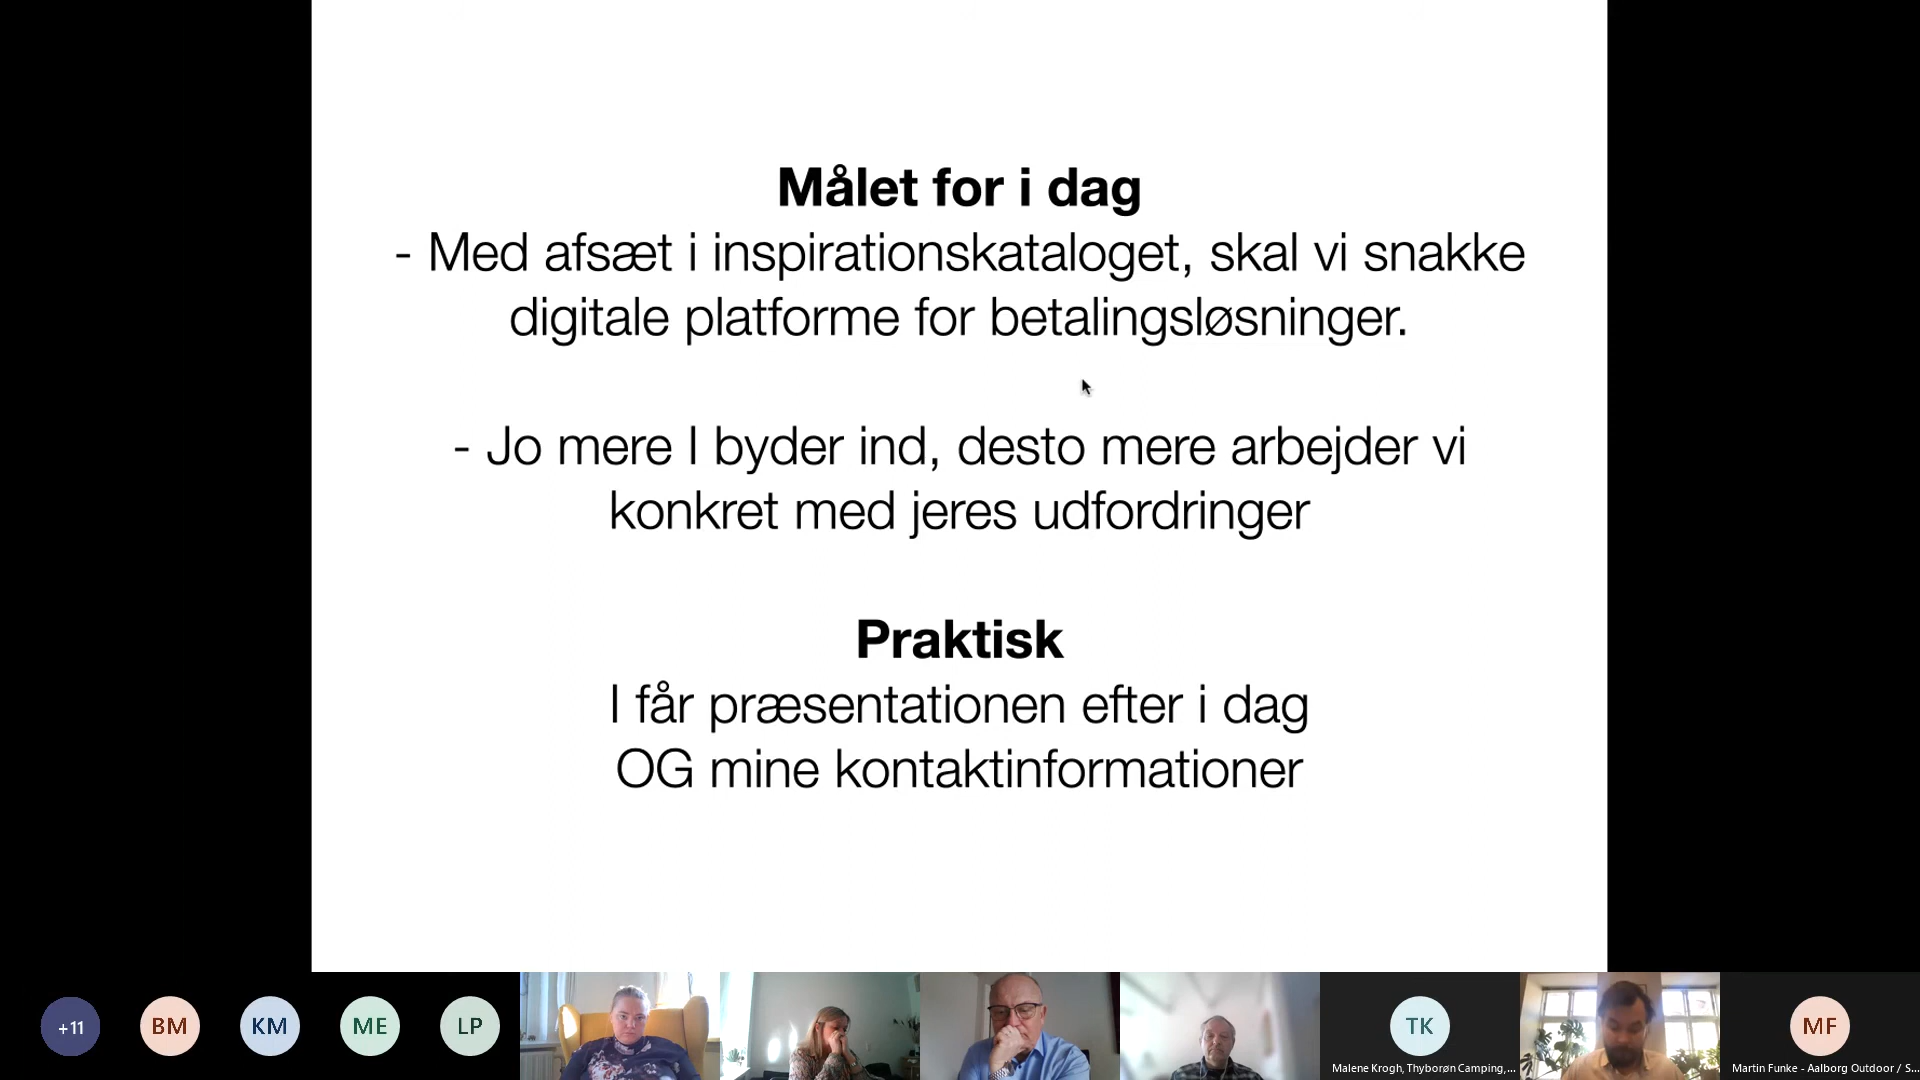 Målet for i dag
- Med afsæt i inspirationskataloget, skal vi snakke
digitale platforme for betalingsløsninger.
- Jo mere I byder ind, desto mere arbejder vi
konkret med jeres udfordringer
Praktisk
I får præsentationen efter i dag
OG mine kontaktinformationer
+11
BM
KM
ME
LP
TK
MF
Malene Krogh, Thyborøn Camping,...
Martin Funke - Aalborg Outdoor / S...